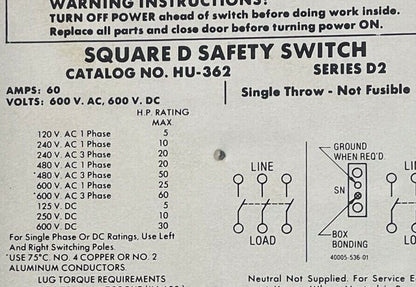 WARNING INSTRUCTIONS:
TURN OFF POWER ahead of switch before doing work inside.
Replace all parts and close door before turning power ON.
SQUARE D SAFETY SWITCH
CATALOG NO. HU-362 SERIES D2
AMPS: 60
VOLTS: 600 V. AC, 600 V. DC
Single Throw - Not Fusible
H.P. RATING
MAX
120 V. AC 1 Phase 5
240 V. AC 1 Phase 10
240 V. AC 3 Phase 20
480 V. AC 1 Phase 20
*480 V. AC 3 Phase 50
600 V. AC 1 Phase 25
*600 V. AC 3 Phase 60
125 V. DC 5
250 V. DC 10
600 V. DC 30
For Single Phase Or DC Ratings, Use Left
And Right Switching Poles.
*USE 75°C. NO. 4 COPPER OR NO. 2
ALUMINUM CONDUCTORS.
LUG TORQUE REQUIREMENTS
LINE
LOAD
GROUND
WHEN REQ'D.
SN
BOX
BONDING
40005-536-01
Neutral Not Supplied. For Service E